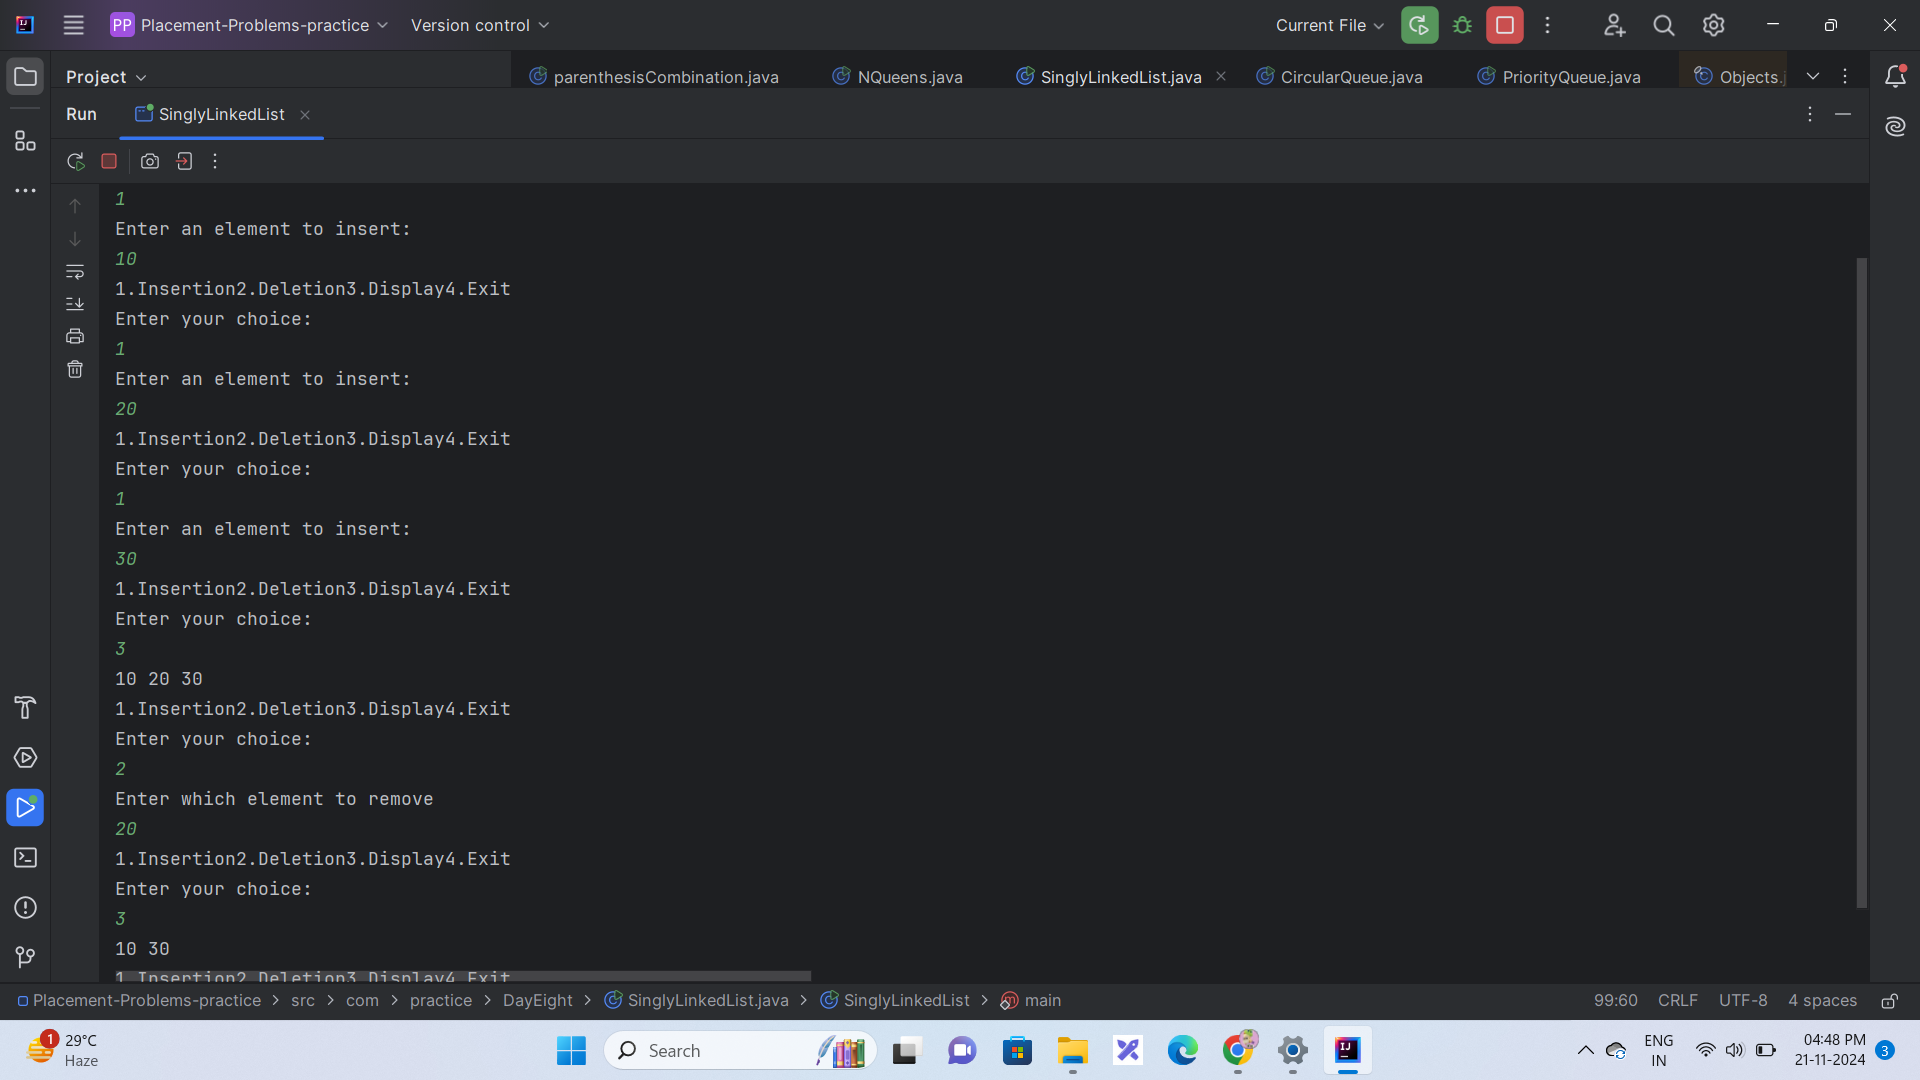 PP Placement-Problems-practice Version control Current File
Project parenthesisCombination.java NQueens.java SinglyLinkedList.java CircularQueue.java PriorityQueue.java Objects.j
Run SinglyLinkedList
1
Enter an element to insert:
10
1.Insertion2.Deletion3.Display4.Exit
Enter your choice:
1
Enter an element to insert:
20
1.Insertion2.Deletion3.Display4.Exit
Enter your choice:
1
Enter an element to insert:
30
1.Insertion2.Deletion3.Display4.Exit
Enter your choice:
3
10 20 30
1.Insertion2.Deletion3.Display4.Exit
Enter your choice:
2
Enter which element to remove
20
1.Insertion2.Deletion3.Display4.Exit
Enter your choice:
3
10 30
1.Insertion2.Deletion3.Display4.Exit
Placement-Problems-practice > src > com > practice > DayEight > SinglyLinkedList.java > SinglyLinkedList > main 99:60 CRLF UTF-8 4 spaces
1 29°C Search ENG 04:48 PM
Haze IN 21-11-2024 3